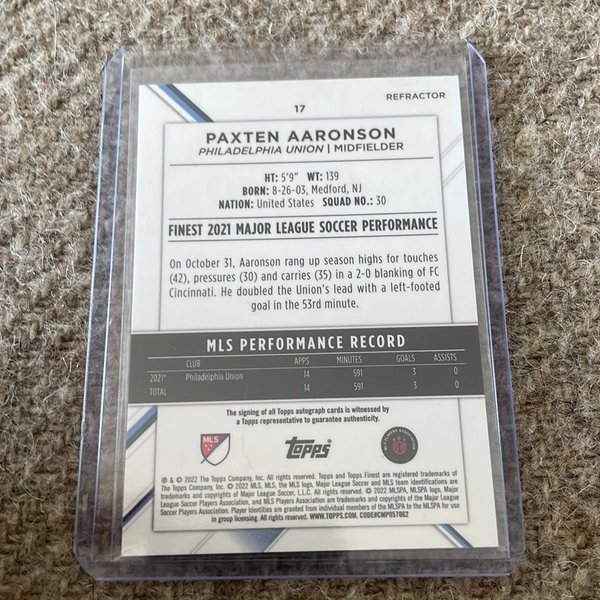 REFRACTOR
17
PAXTEN AARONSON
PHILADELPHIA UNION | MIDFIELDER
HT: 5'9" WT: 139
BORN: 8-26-03, Medford, NJ
NATION: United States SQUAD NO.: 30
FINEST 2021 MAJOR LEAGUE SOCCER PERFORMANCE
On October 31, Aaronson rang up season highs for touches
(42), pressures (30) and carries (35) in a 2-0 blanking of FC
Cincinnati. He doubled the Union's lead with a left-footed
goal in the 53rd minute.
MLS PERFORMANCE RECORD
CLUB APPS MINUTES GOALS ASSISTS
2021* Philadelphia Union 14 591 3 0
TOTAL 14 591 3 0
The signing of all Topps autograph cards is witnessed by
a Topps representative to guarantee authenticity.
MLS
Topps
® & © 2022 The Topps Company, Inc. All rights reserved. Topps and Topps Finest are registered trademarks of
The Topps Company, Inc. © 2022 MLS, MLS, the MLS logo, Major League Soccer and MLS team identifications are
trademarks and copyrights of Major League Soccer, L.L.C. All rights reserved. © 2022 MLSPA, MLSPA logo, Major
League Soccer Players Association, and MLS Players Association are trademarks and copyrights of the Major League
Soccer Players Association. Player Identities are granted from individual members of the MLSPA to the MLSPA for use
in group licensing. All rights reserved. WWW.TOPPS.COM. CODE#CMP057062